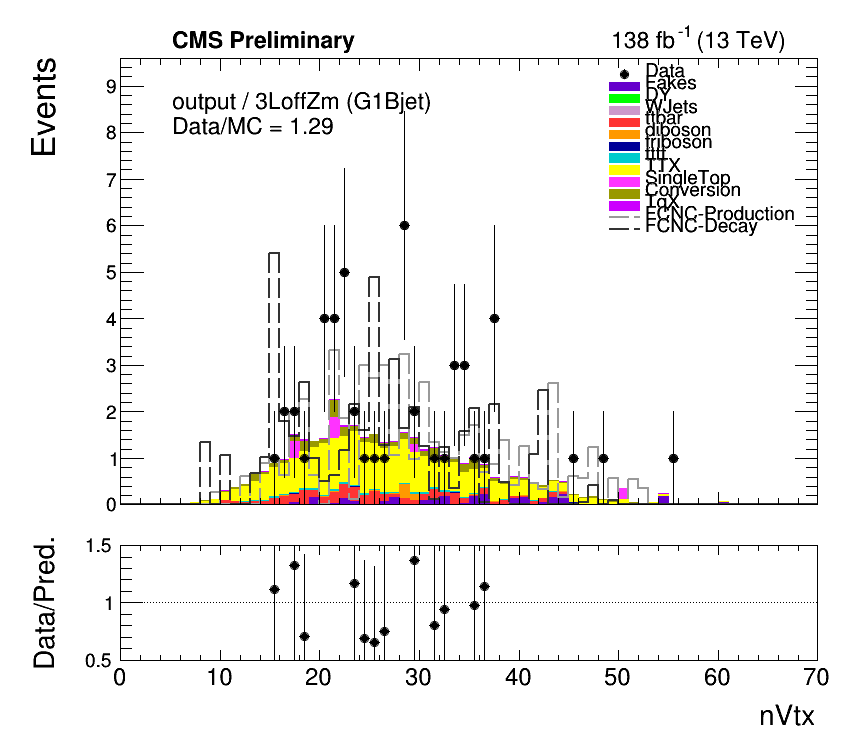 CMS Preliminary
138 fb-1 (13 TeV)
Events
output / 3LoffZm (G1Bjet)
Data/MC = 1.29
Data
Fakes
DY
WJets
ttbar
diboson
triboson
tttt
TTX
SingleTop
Conversion
TqX
FCNC-Production
FCNC-Decay
9
8
7
6
5
4
3
2
1
0
Data/Pred.
1.5
1
0.5
0 10 20 30 40 50 60 70
nVtx